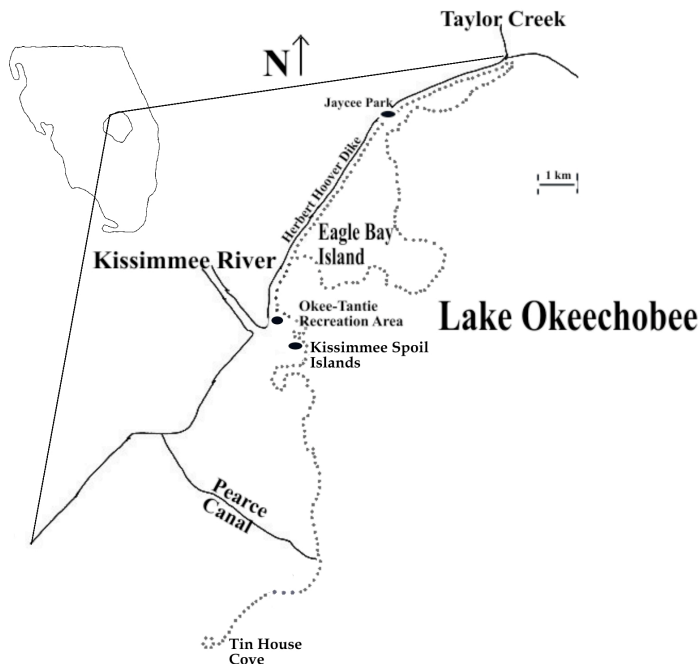 Taylor Creek
N
Jaycee Park
1 km
Herbert Hoover Dike
Eagle Bay
Island
Kissimmee River
Okee-Tantie
Recreation Area
Lake Okeechobee
Kissimmee Spoil
Islands
Pearce
Canal
Tin House
Cove